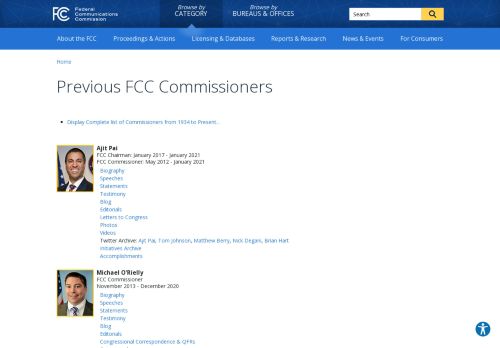 FCC Federal Communications Commission
Browse by CATEGORY
Browse by BUREAUS & OFFICES
Search
About the FCC Proceedings & Actions Licensing & Databases Reports & Research News & Events For Consumers
Home
Previous FCC Commissioners
Display Complete list of Commissioners from 1934 to Present...
Ajit Pai
FCC Chairman: January 2017 - January 2021
FCC Commissioner: May 2012 - January 2021
Biography
Speeches
Statements
Testimony
Blog
Editorials
Letters to Congress
Photos
Videos
Twitter Archive: Ajit Pai, Tom Johnson, Matthew Berry, Nick Degani, Brian Hart
Initiatives Archive
Accomplishments
Michael O'Rielly
FCC Commissioner
November 2013 - December 2020
Biography
Speeches
Statements
Testimony
Blog
Editorials
Congressional Correspondence & QFRs